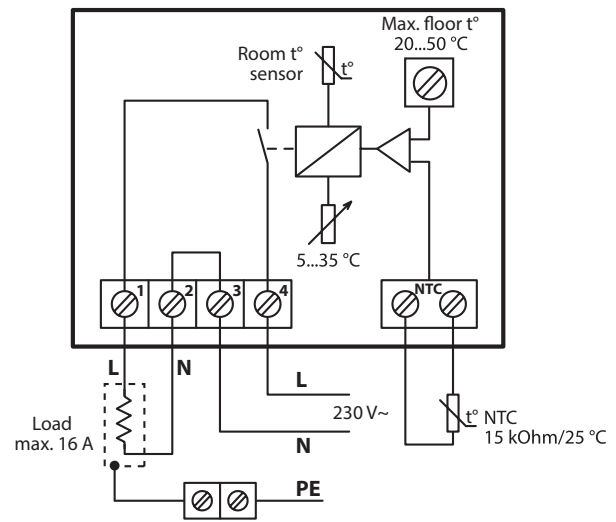 Max. floor t°
20...50 °C
Room t°
sensor
t°
5...35 °C
1
2
3
4
NTC
L
N
L
230 V~
N
Load
max. 16 A
t° NTC
15 kOhm/25 °C
PE